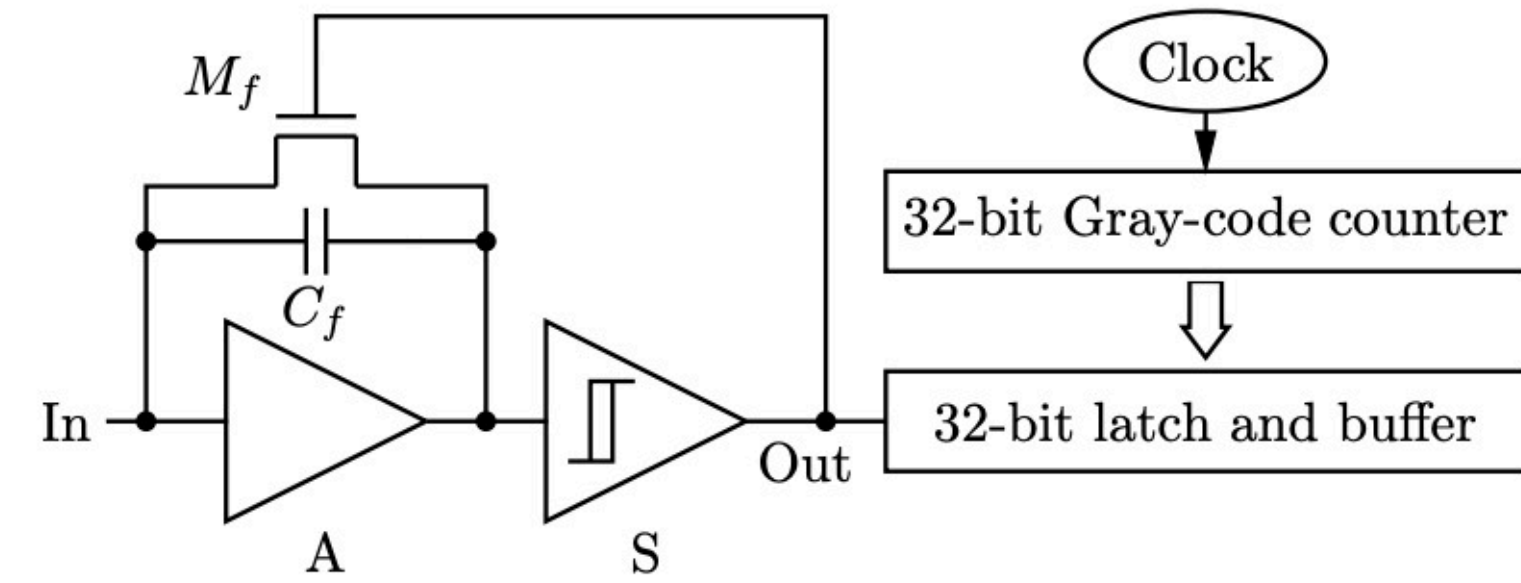 M_f
Clock
32-bit Gray-code counter
C_f
In
32-bit latch and buffer
Out
A
S